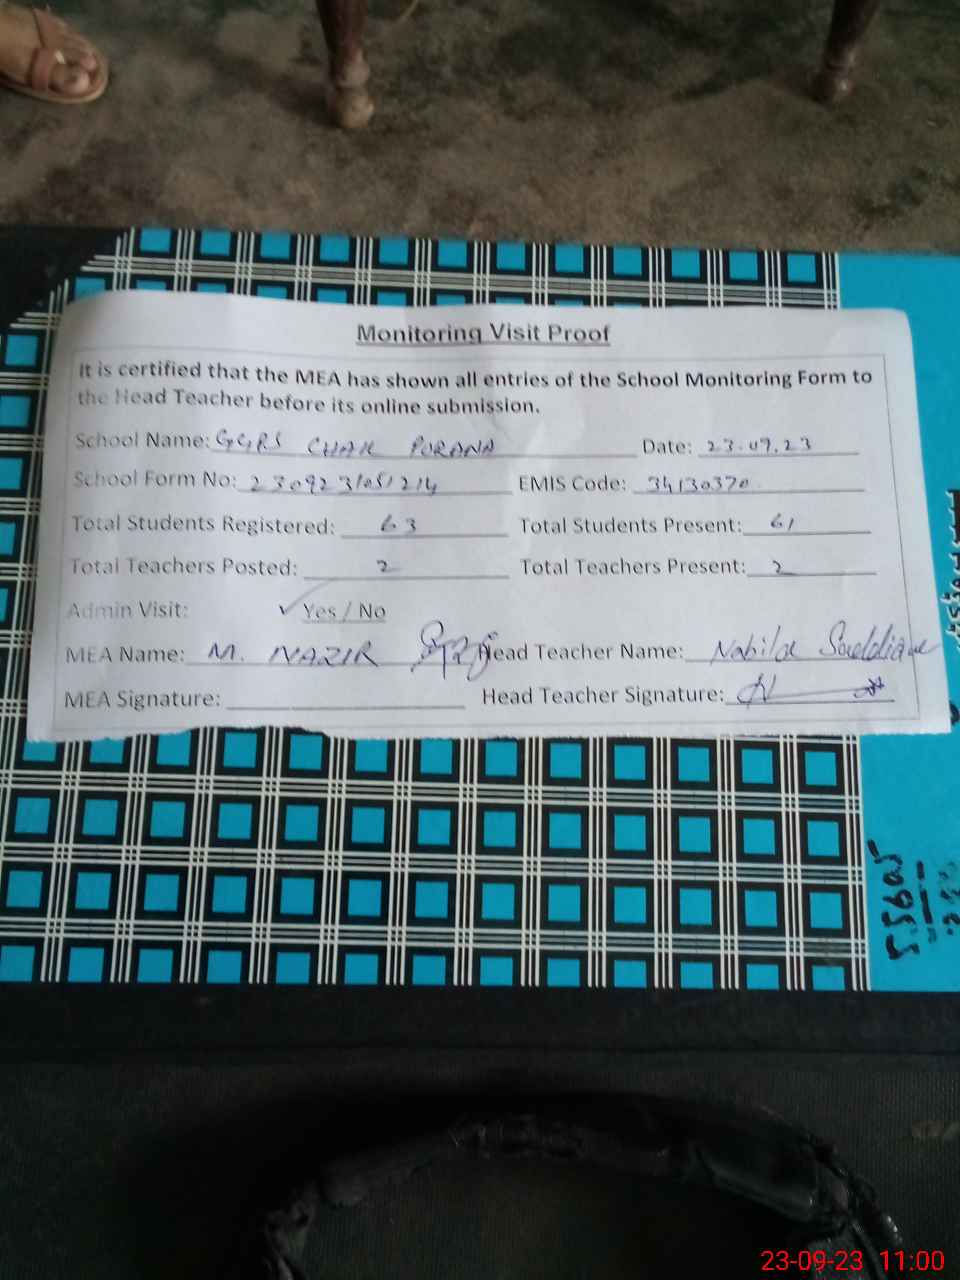 Monitoring Visit Proof
It is certified that the MEA has shown all entries of the School Monitoring Form to
the Head Teacher before its online submission.
School Name: GGRS CHAK PURANA Date: 23.09.23
School Form No: 2309231051214 EMIS Code: 34130370
Total Students Registered: 63 Total Students Present: 61
Total Teachers Posted: 2 Total Teachers Present: 2
Admin Visit: ✓ Yes / No
MEA Name: M. NAZIR Head Teacher Name: Nabila
MEA Signature: Head Teacher Signature:
23-09-23 11:00